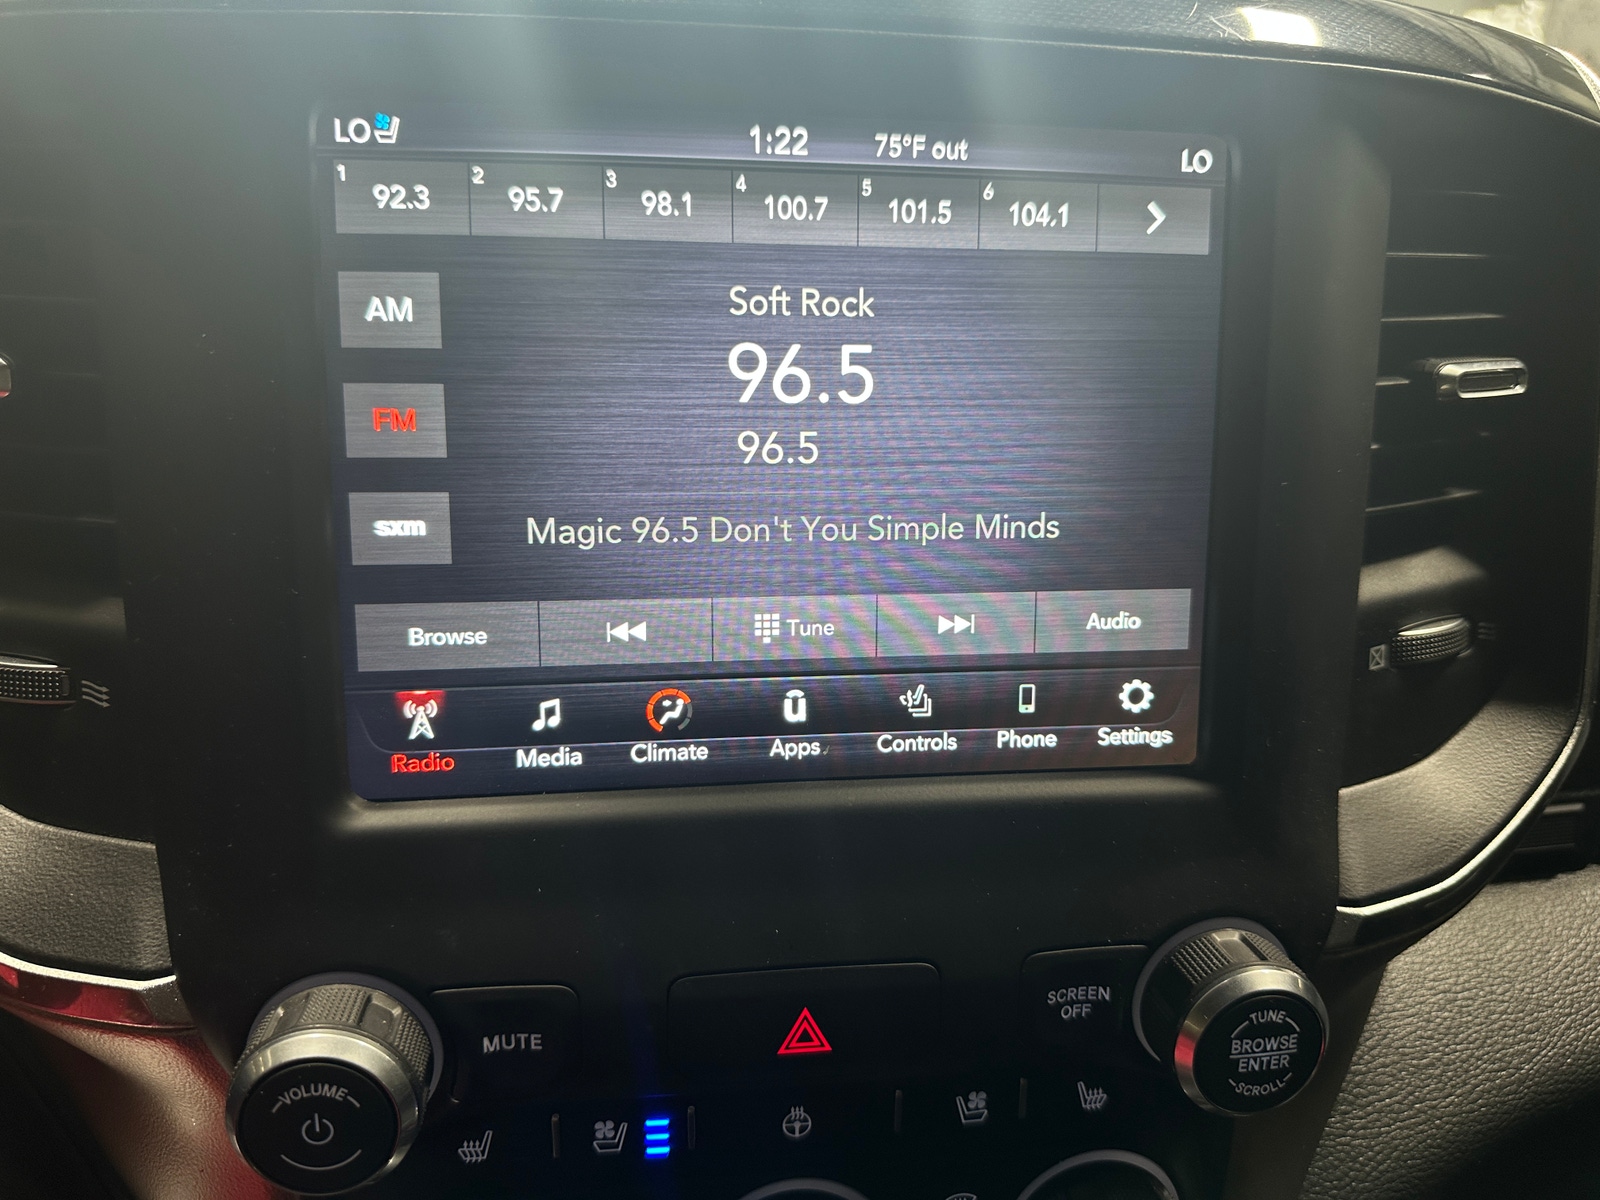 LO 1:22 75°F out LO
1 92.3 2 95.7 3 98.1 4 100.7 5 101.5 6 104.1
AM
Soft Rock
96.5
FM
96.5
sxm
Magic 96.5 Don't You Simple Minds
Browse Tune Audio
Radio Media Climate Apps Controls Phone Settings
MUTE
SCREEN
OFF
VOLUME
TUNE
BROWSE
ENTER
SCROLL